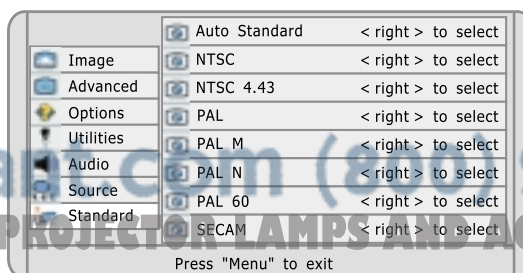 Auto Standard < right > to select
NTSC < right > to select
NTSC 4.43 < right > to select
PAL < right > to select
PAL M < right > to select
PAL N < right > to select
PAL 60 < right > to select
SECAM < right > to select
Image
Advanced
Options
Utilities
Audio
Source
Standard
Press "Menu" to exit
.com (800)
PROJECTOR LAMPS AND